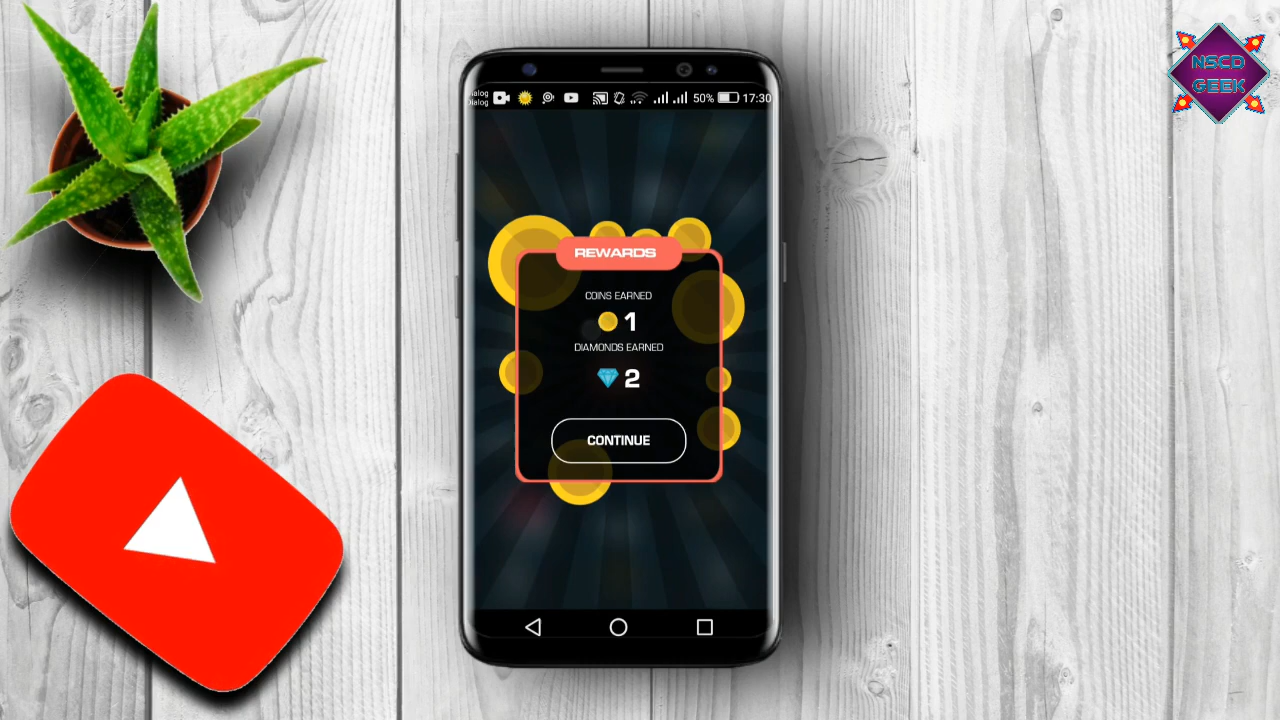 NSCD
GEEK
Dialog
Dialog
50%
17:30
REWARDS
COINS EARNED
1
DIAMONDS EARNED
2
CONTINUE